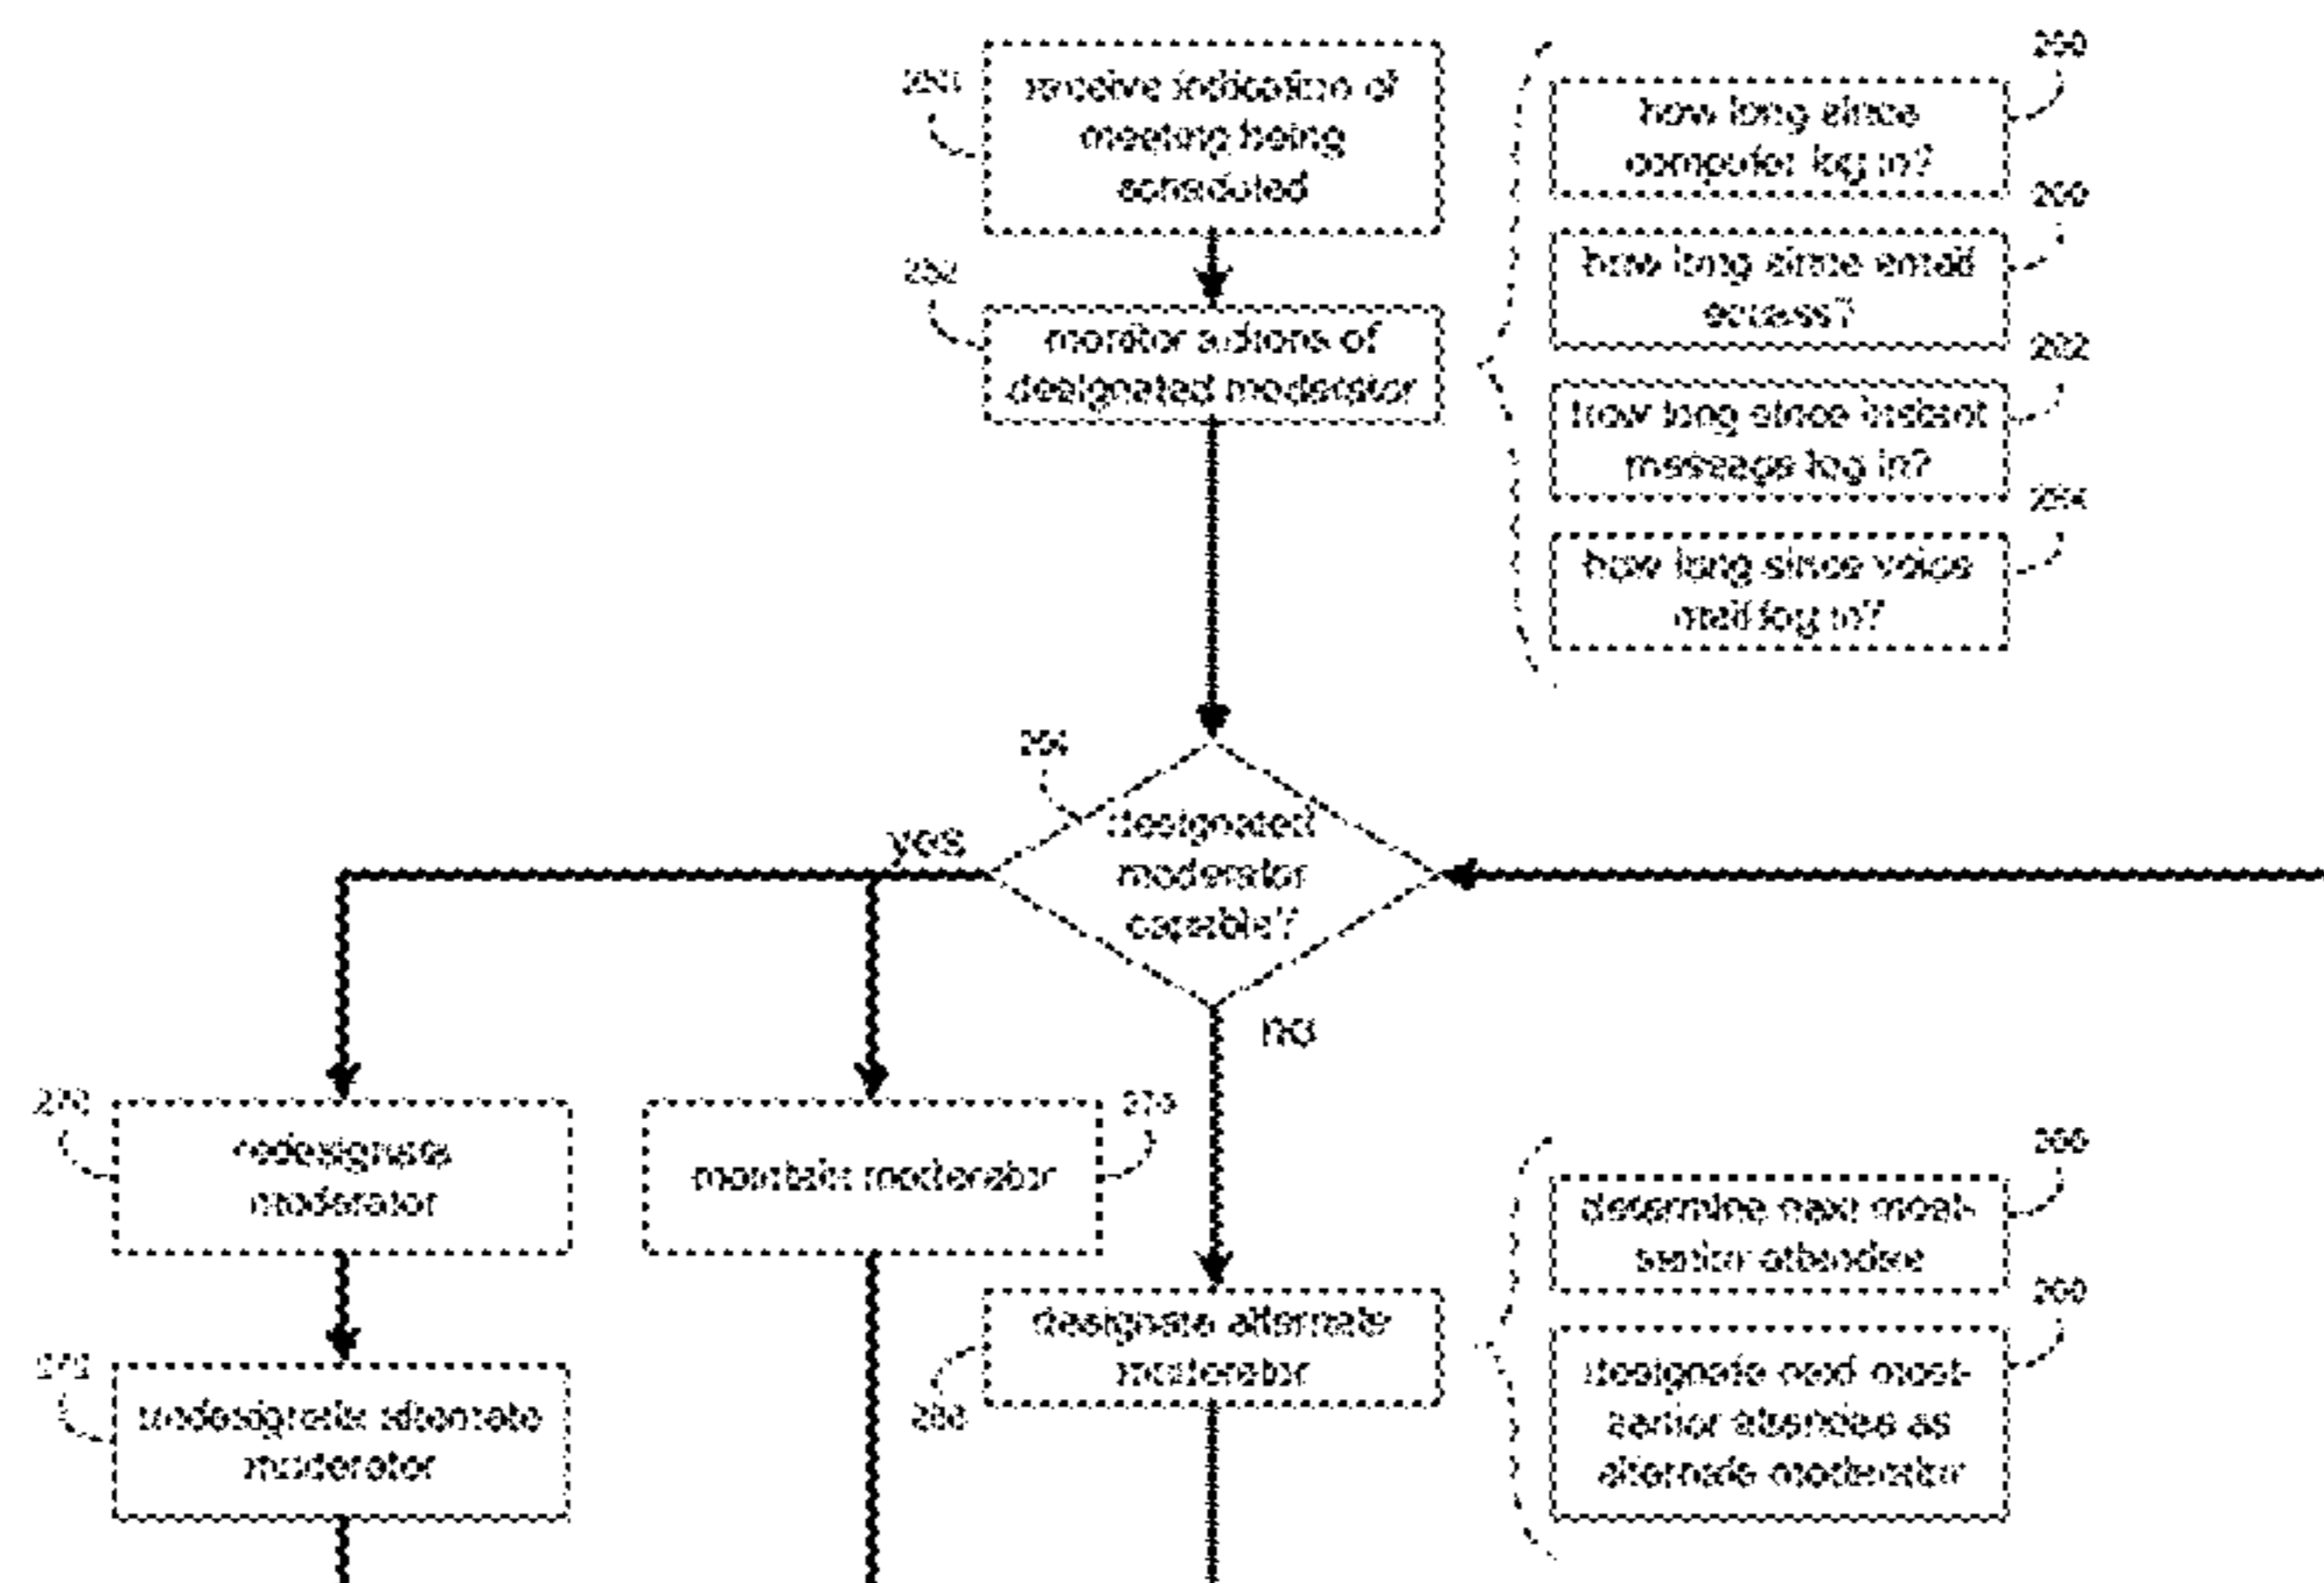 receive indication of
meeting being
scheduled
252
monitor actions of
designated moderator
how long since
computer log in?
how long since email
access?
how long since instant
message log in?
how long since voice
mail log in?
designated
moderator
capable?
yes
no
270
redesignate
moderator
undesignate alternate
moderator
maintain moderator
designate alternate
moderator
determine next most-
senior attendee
designate next most-
senior attendee as
alternate moderator